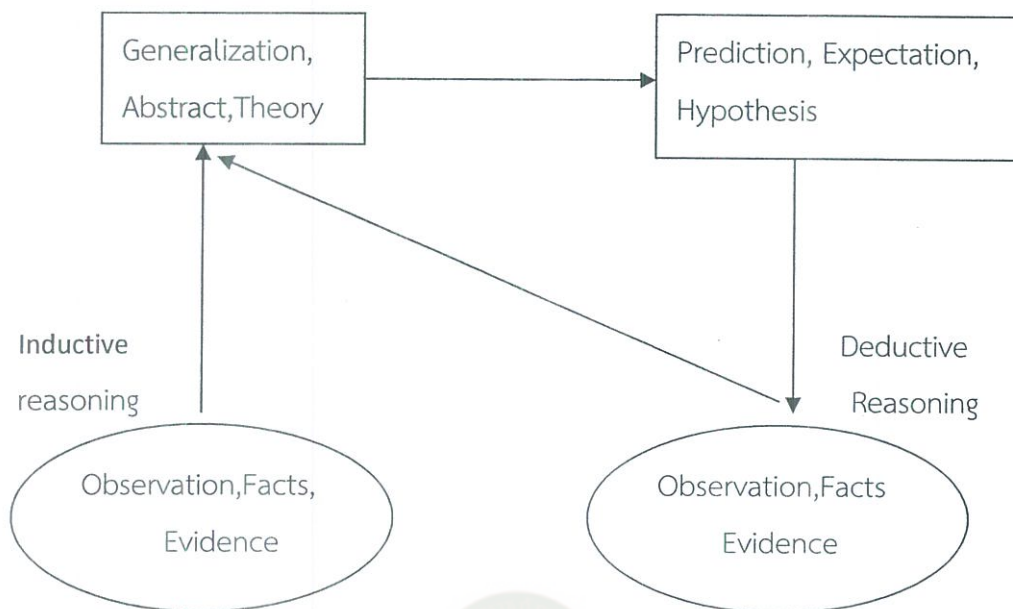 Generalization,
Abstract,Theory
Prediction, Expectation,
Hypothesis
Inductive
reasoning
Deductive
Reasoning
Observation,Facts,
Evidence
Observation,Facts
Evidence